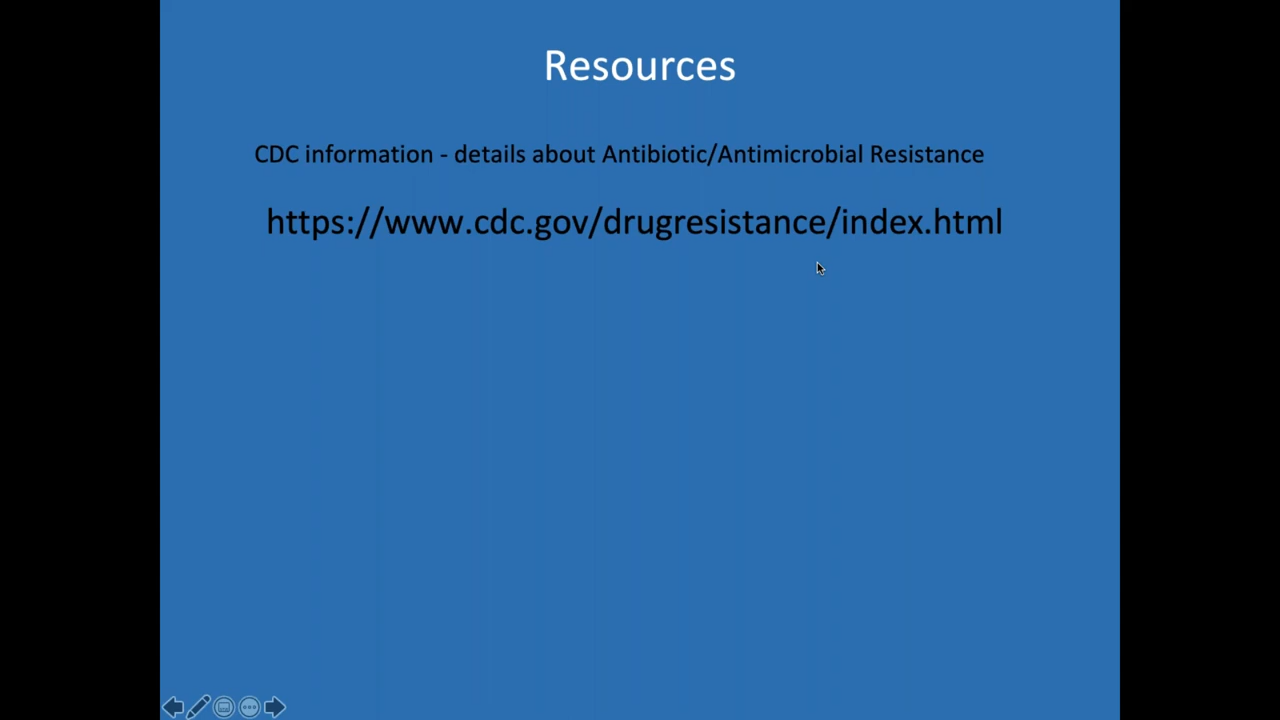 Resources
CDC information - details about Antibiotic/Antimicrobial Resistance
https://www.cdc.gov/drugresistance/index.html